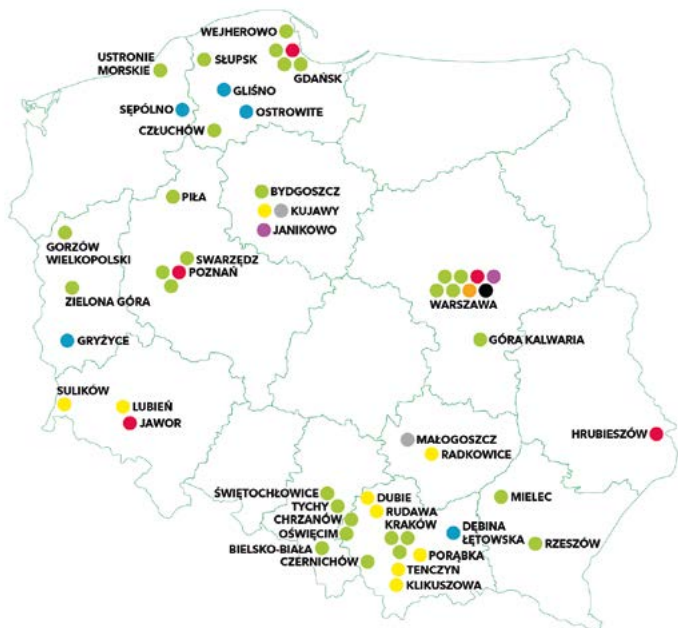 WEJHEROWO
USTRONIE
MORSKIE
SŁUPSK
GDAŃSK
GLIŚNO
SĘPÓLNO
OSTROWITE
CZŁUCHÓW
PIŁA
BYDGOSZCZ
KUJAWY
JANIKOWO
GORZÓW
WIELKOPOLSKI
SWARZĘDZ
POZNAŃ
ZIELONA GÓRA
WARSZAWA
GRYŻYCE
GÓRA KALWARIA
SULIKÓW
LUBIEŃ
JAWOR
HRUBIESZÓW
MAŁOGOSZCZ
RADKOWICE
ŚWIĘTOCHŁOWICE
DUBIE
MIELEC
TYCHY
RUDAWA
CHRZANÓW
KRAKÓW
DĘBINA
ŁĘTOWSKA
OŚWIĘCIM
RZESZÓW
BIELSKO-BIAŁA
PORĄBKA
CZERNICHÓW
TENCZYN
KLIKUSZOWA